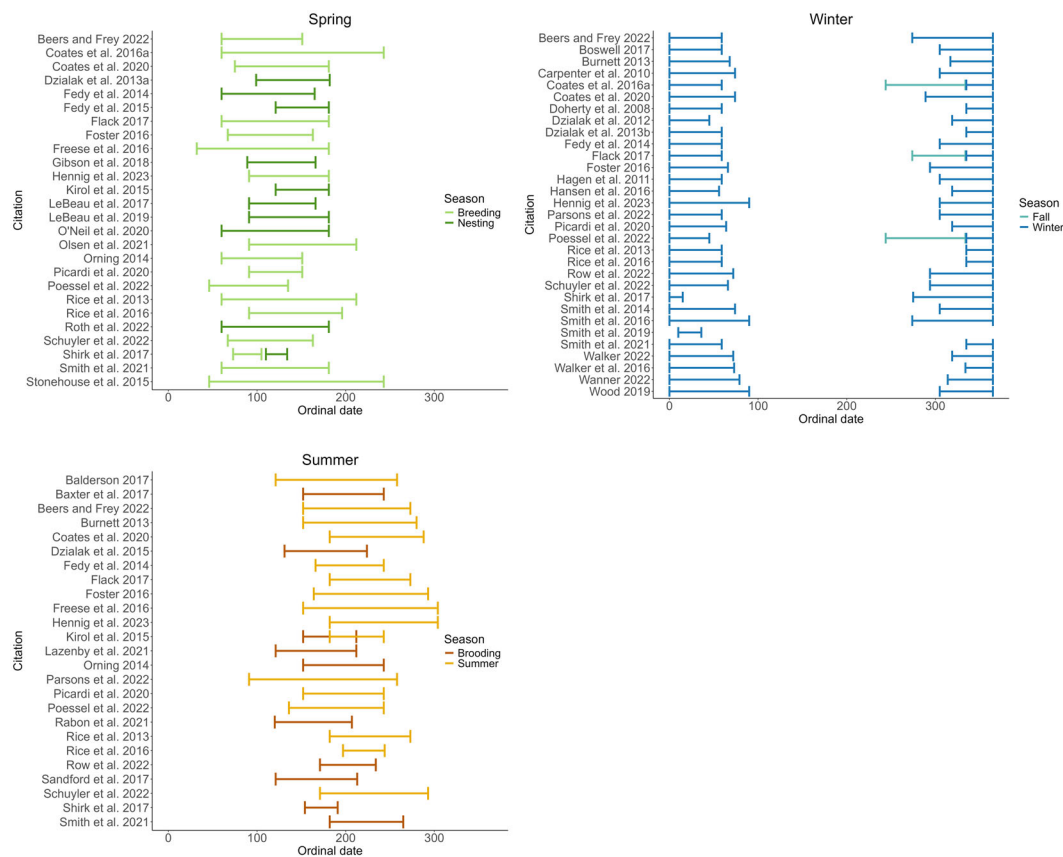 Spring
Beers and Frey 2022
Coates et al. 2016a
Coates et al. 2020
Dzialak et al. 2013a
Fedy et al. 2014
Fedy et al. 2015
Flack 2017
Foster 2016
Freese et al. 2016
Gibson et al. 2018
Hennig et al. 2023
Kirol et al. 2015
LeBeau et al. 2017
LeBeau et al. 2019
O'Neil et al. 2020
Olsen et al. 2021
Orning 2014
Picardi et al. 2020
Poessel et al. 2022
Rice et al. 2013
Rice et al. 2016
Roth et al. 2022
Schuyler et al. 2022
Shirk et al. 2017
Smith et al. 2021
Stonehouse et al. 2015
Citation
0 100 200 300
Ordinal date
Season
Breeding
Nesting
Winter
Beers and Frey 2022
Boswell 2017
Burnett 2013
Carpenter et al. 2010
Coates et al. 2016a
Coates et al. 2020
Doherty et al. 2008
Dzialak et al. 2012
Dzialak et al. 2013b
Fedy et al. 2014
Flack 2017
Foster 2016
Hagen et al. 2011
Hansen et al. 2016
Hennig et al. 2023
Parsons et al. 2022
Picardi et al. 2020
Poessel et al. 2022
Rice et al. 2013
Rice et al. 2016
Row et al. 2022
Schuyler et al. 2022
Shirk et al. 2017
Smith et al. 2014
Smith et al. 2016
Smith et al. 2019
Smith et al. 2021
Walker 2022
Walker et al. 2016
Wanner 2022
Wood 2019
Citation
0 100 200 300
Ordinal date
Season
Fall
Winter
Summer
Balderson 2017
Baxter et al. 2017
Beers and Frey 2022
Burnett 2013
Coates et al. 2020
Dzialak et al. 2015
Fedy et al. 2014
Flack 2017
Foster 2016
Freese et al. 2016
Hennig et al. 2023
Kirol et al. 2015
Lazenby et al. 2021
Orning 2014
Parsons et al. 2022
Picardi et al. 2020
Poessel et al. 2022
Rabon et al. 2021
Rice et al. 2013
Rice et al. 2016
Row et al. 2022
Sandford et al. 2017
Schuyler et al. 2022
Shirk et al. 2017
Smith et al. 2021
Citation
0 100 200 300
Ordinal date
Season
Brooding
Summer